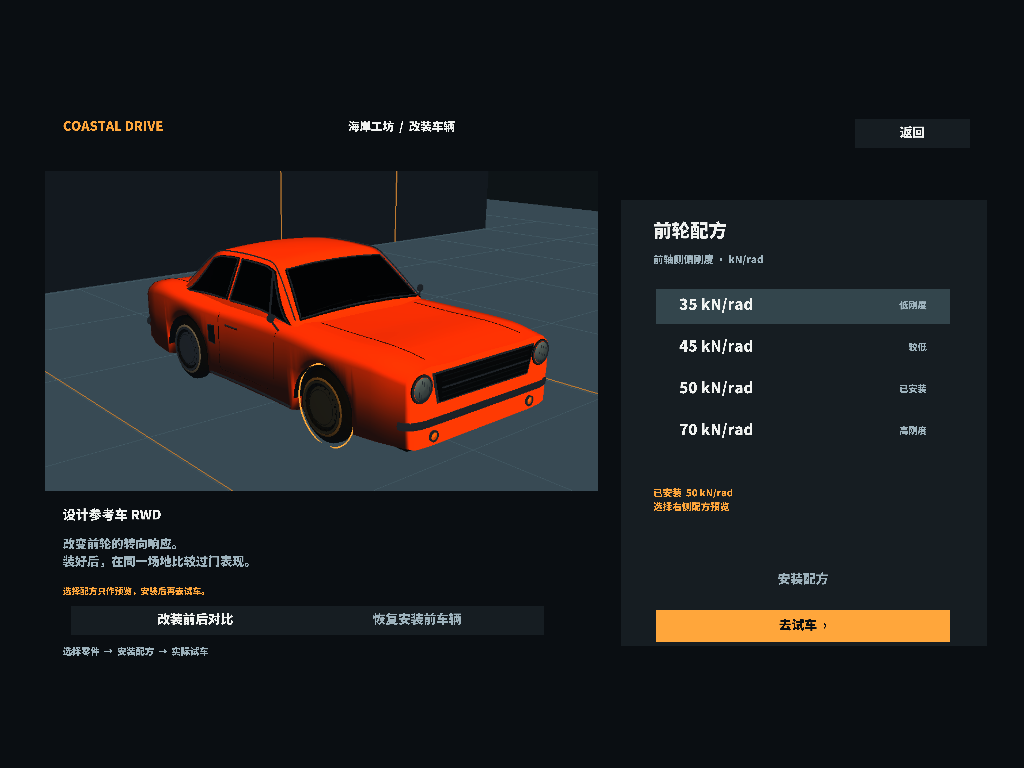 COASTAL DRIVE
海岸工坊 / 改装车辆
返回
前轮配方
前轴侧偏刚度 · kN/rad
35 kN/rad 低刚度
45 kN/rad 较低
50 kN/rad 已安装
70 kN/rad 高刚度
已安装 50 kN/rad
选择右侧配方预览
安装配方
去试车 ›
设计参考车 RWD
改变前轮的转向响应。
装好后，在同一场地比较过门表现。
选择配方只作预览，安装后再去试车。
改装前后对比
恢复安装前车辆
选择零件 → 安装配方 → 实际试车